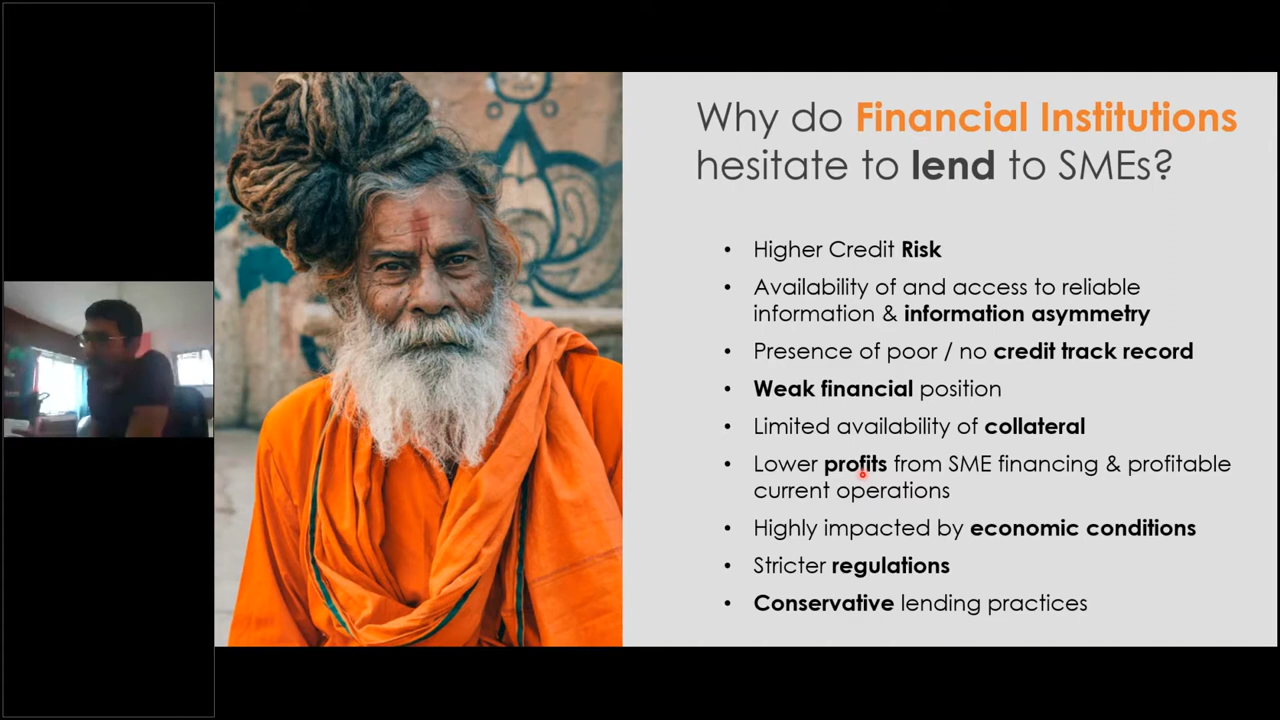 Why do Financial Institutions
hesitate to lend to SMEs?
• Higher Credit Risk
• Availability of and access to reliable
information & information asymmetry
• Presence of poor / no credit track record
• Weak financial position
• Limited availability of collateral
• Lower profits from SME financing & profitable
current operations
• Highly impacted by economic conditions
• Stricter regulations
• Conservative lending practices